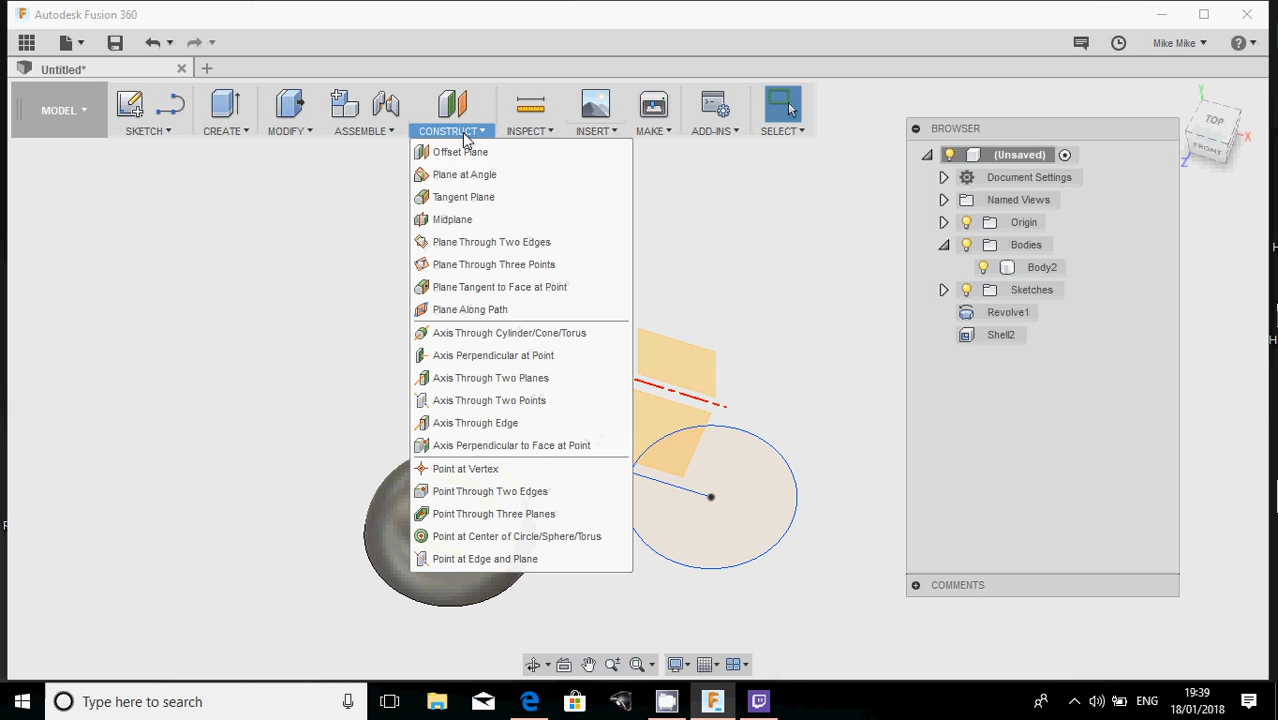 Autodesk Fusion 360
Mike Mike
Untitled*
MODEL
SKETCH
CREATE
MODIFY
ASSEMBLE
CONSTRUCT
INSPECT
INSERT
MAKE
ADD-INS
SELECT
Offset Plane
Plane at Angle
Tangent Plane
Midplane
Plane Through Two Edges
Plane Through Three Points
Plane Tangent to Face at Point
Plane Along Path
Axis Through Cylinder/Cone/Torus
Axis Perpendicular at Point
Axis Through Two Planes
Axis Through Two Points
Axis Through Edge
Axis Perpendicular to Face at Point
Point at Vertex
Point Through Two Edges
Point Through Three Planes
Point at Center of Circle/Sphere/Torus
Point at Edge and Plane
BROWSER
(Unsaved)
Document Settings
Named Views
Origin
Bodies
Body2
Sketches
Revolve1
Shell2
COMMENTS
Y
TOP
FRONT
X
Z
Type here to search
ENG
19:39
18/01/2018